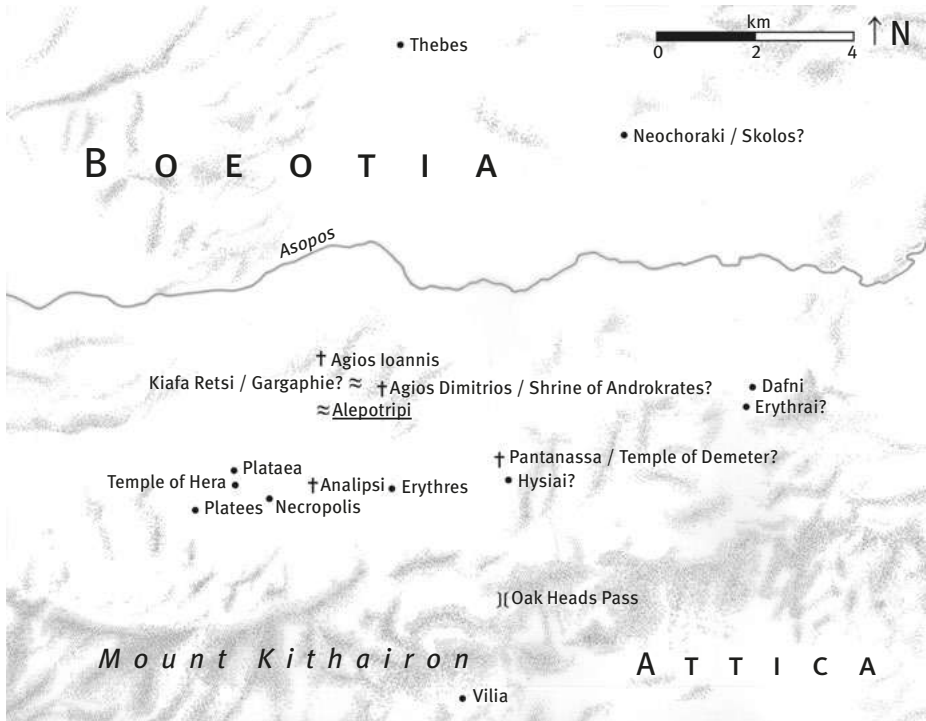 km
0 2 4
↑ N
Thebes
Neochoraki / Skolos?
BOEOTIA
Asopos
Agios Ioannis
Kiafa Retsi / Gargaphie?
Agios Dimitrios / Shrine of Androkrates?
Dafni
Alepotripi
Erythrai?
Pantanassa / Temple of Demeter?
Plataea
Temple of Hera
Analipsi
Erythres
Hysiai?
Platees
Necropolis
Oak Heads Pass
Mount Kithairon
ATTICA
Vilia